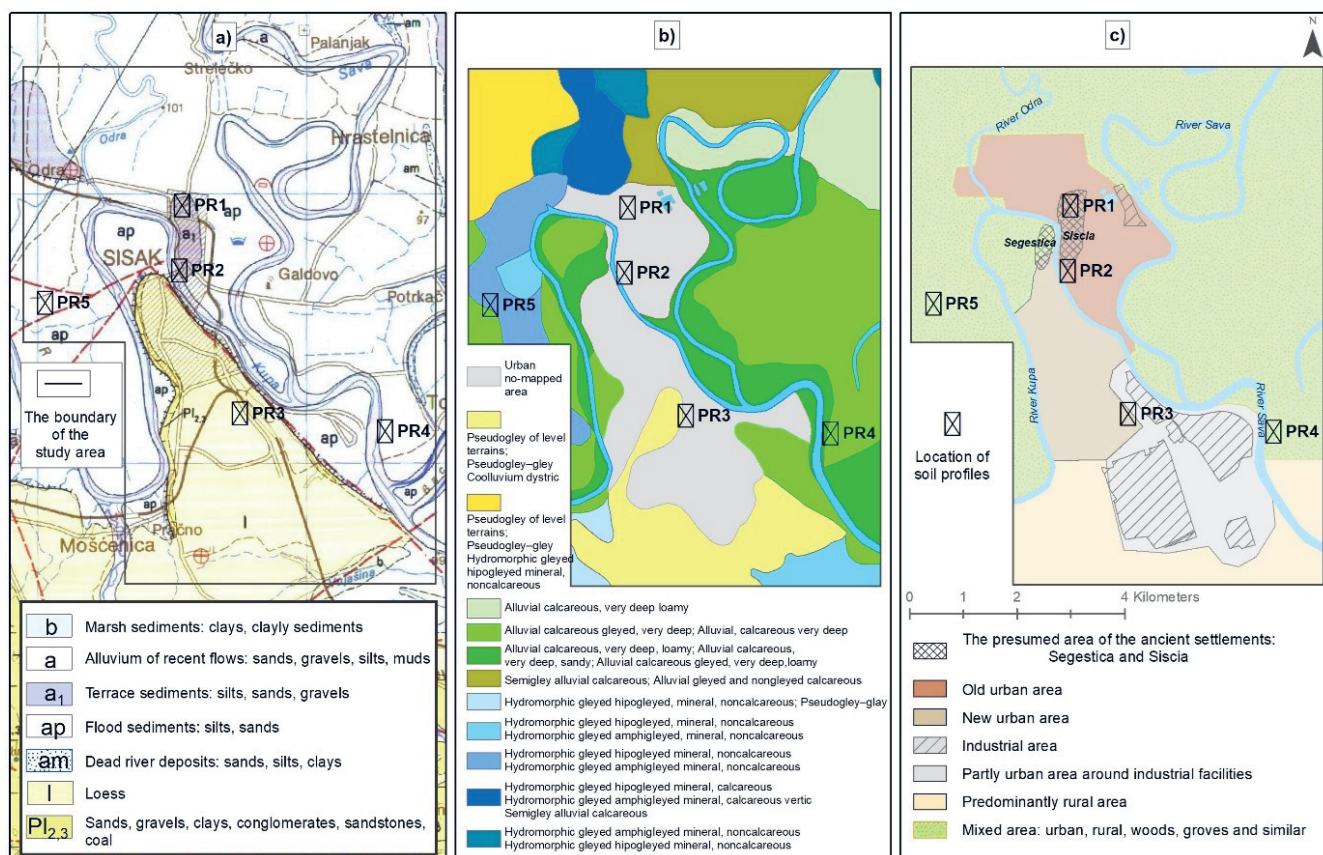 a)
am
a
Palanjak
Sava
Strelečko
101
Odra
Hrastelnica
am
Odra
PR1
ap
97
a1
ap
SISAK
PR2
Galdovo
Potrkač
PR5
ap
ap
R
Kupa
To
The boundary
of the
study area
ap
Pl2,3
PR3
ap
PR4
ap
ap
l
Pračno
Mošćenica
b
b Marsh sediments: clays, clayly sediments
a Alluvium of recent flows: sands, gravels, silts, muds
a1 Terrace sediments: silts, sands, gravels
ap Flood sediments: silts, sands
am Dead river deposits: sands, silts, clays
l Loess
Pl2,3 Sands, gravels, clays, conglomerates, sandstones,
coal
b)
PR1
PR2
PR5
PR3
PR4
Urban
no-mapped
area
Pseudogley of level
terrains;
Pseudogley–gley
Coolluvium dystric
Pseudogley of level
terrains;
Pseudogley–gley
Hydromorphic gleyed
hipogleyed mineral,
noncalcareous
Alluvial calcareous, very deep loamy
Alluvial calcareous gleyed, very deep; Alluvial, calcareous very deep
Alluvial calcareous, very deep, loamy; Alluvial calcareous,
very deep, sandy; Alluvial calcareous gleyed, very deep,loamy
Semigley alluvial calcareous; Alluvial gleyed and nongleyed calcareous
Hydromorphic gleyed hipogleyed, mineral, noncalcareous; Pseudogley–glay
Hydromorphic gleyed hipogleyed, mineral, noncalcareous
Hydromorphic gleyed amphigleyed, mineral, noncalcareous
Hydromorphic gleyed hipogleyed mineral, noncalcareous
Hydromorphic gleyed amphigleyed mineral, noncalcareous
Hydromorphic gleyed hipogleyed mineral, calcareous
Hydromorphic gleyed amphigleyed mineral, calcareous vertic
Semigley alluvial calcareous
Hydromorphic gleyed amphigleyed mineral, noncalcareous
Hydromorphic gleyed hipogleyed mineral, noncalcareous
c)
N
River Odra
River Sava
PR1
Segestica
Siscia
PR2
PR5
River Kupa
PR3
River Sava
PR4
Location of
soil profiles
0 1 2 4 Kilometers
The presumed area of the ancient settlements:
Segestica and Siscia
Old urban area
New urban area
Industrial area
Partly urban area around industrial facilities
Predominantly rural area
Mixed area: urban, rural, woods, groves and similar